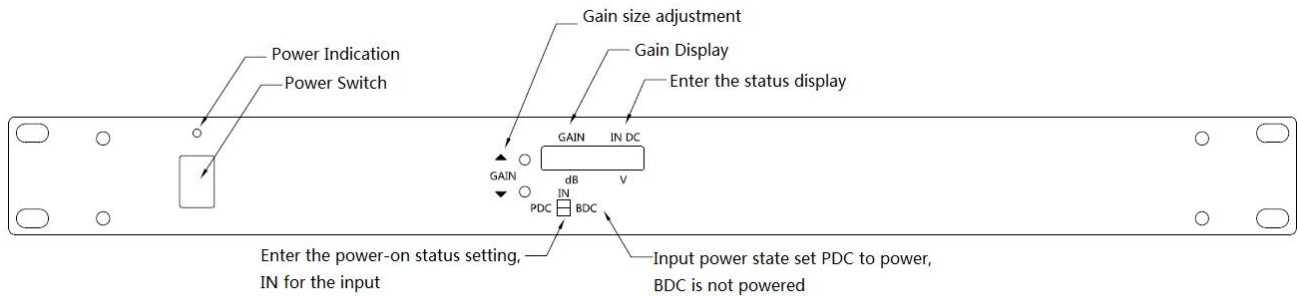 Gain size adjustment
Gain Display
Power Indication
Enter the status display
Power Switch
GAIN IN DC
GAIN
dB V
IN
PDC BDC
Enter the power-on status setting,
IN for the input
Input power state set PDC to power,
BDC is not powered